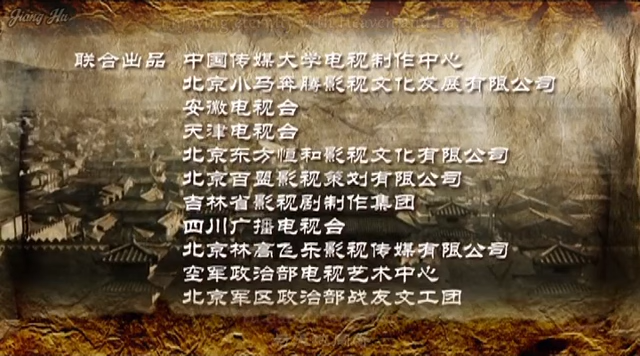 Jiang Hu
联合出品 中国传媒大学电视制作中心
北京小马奔腾影视文化发展有限公司
安徽电视台
天津电视台
北京东方恒和影视文化有限公司
北京百盟影视策划有限公司
吉林省影视剧制作集团
四川广播电视台
北京林高飞乐影视传媒有限公司
空军政治部电视艺术中心
北京军区政治部战友文工团